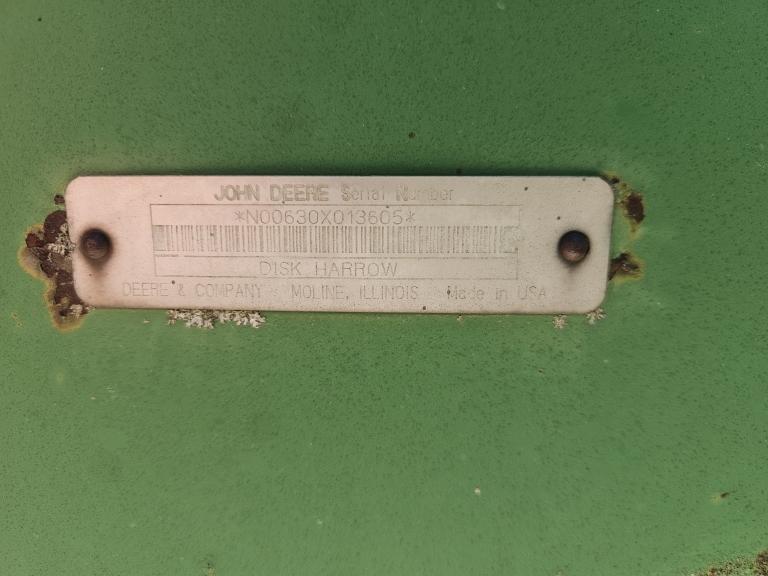 JOHN DEERE Serial Number
*N00630X013605*
DISK HARROW
DEERE & COMPANY MOLINE, ILLINOIS Made in USA